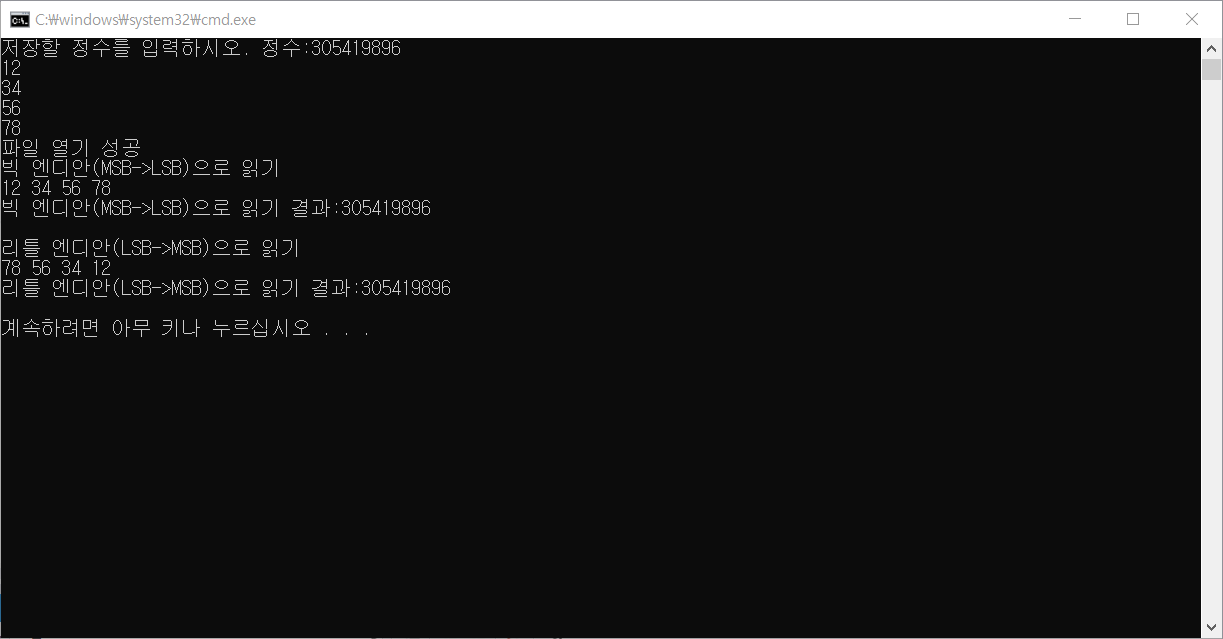 C:₩windows₩system32₩cmd.exe
저장할 정수를 입력하시오. 정수:305419896
12
34
56
78
파일 열기 성공
빅 엔디안(MSB->LSB)으로 읽기
12 34 56 78
빅 엔디안(MSB->LSB)으로 읽기 결과:305419896
리틀 엔디안(LSB->MSB)으로 읽기
78 56 34 12
리틀 엔디안(LSB->MSB)으로 읽기 결과:305419896
계속하려면 아무 키나 누르십시오 . . .